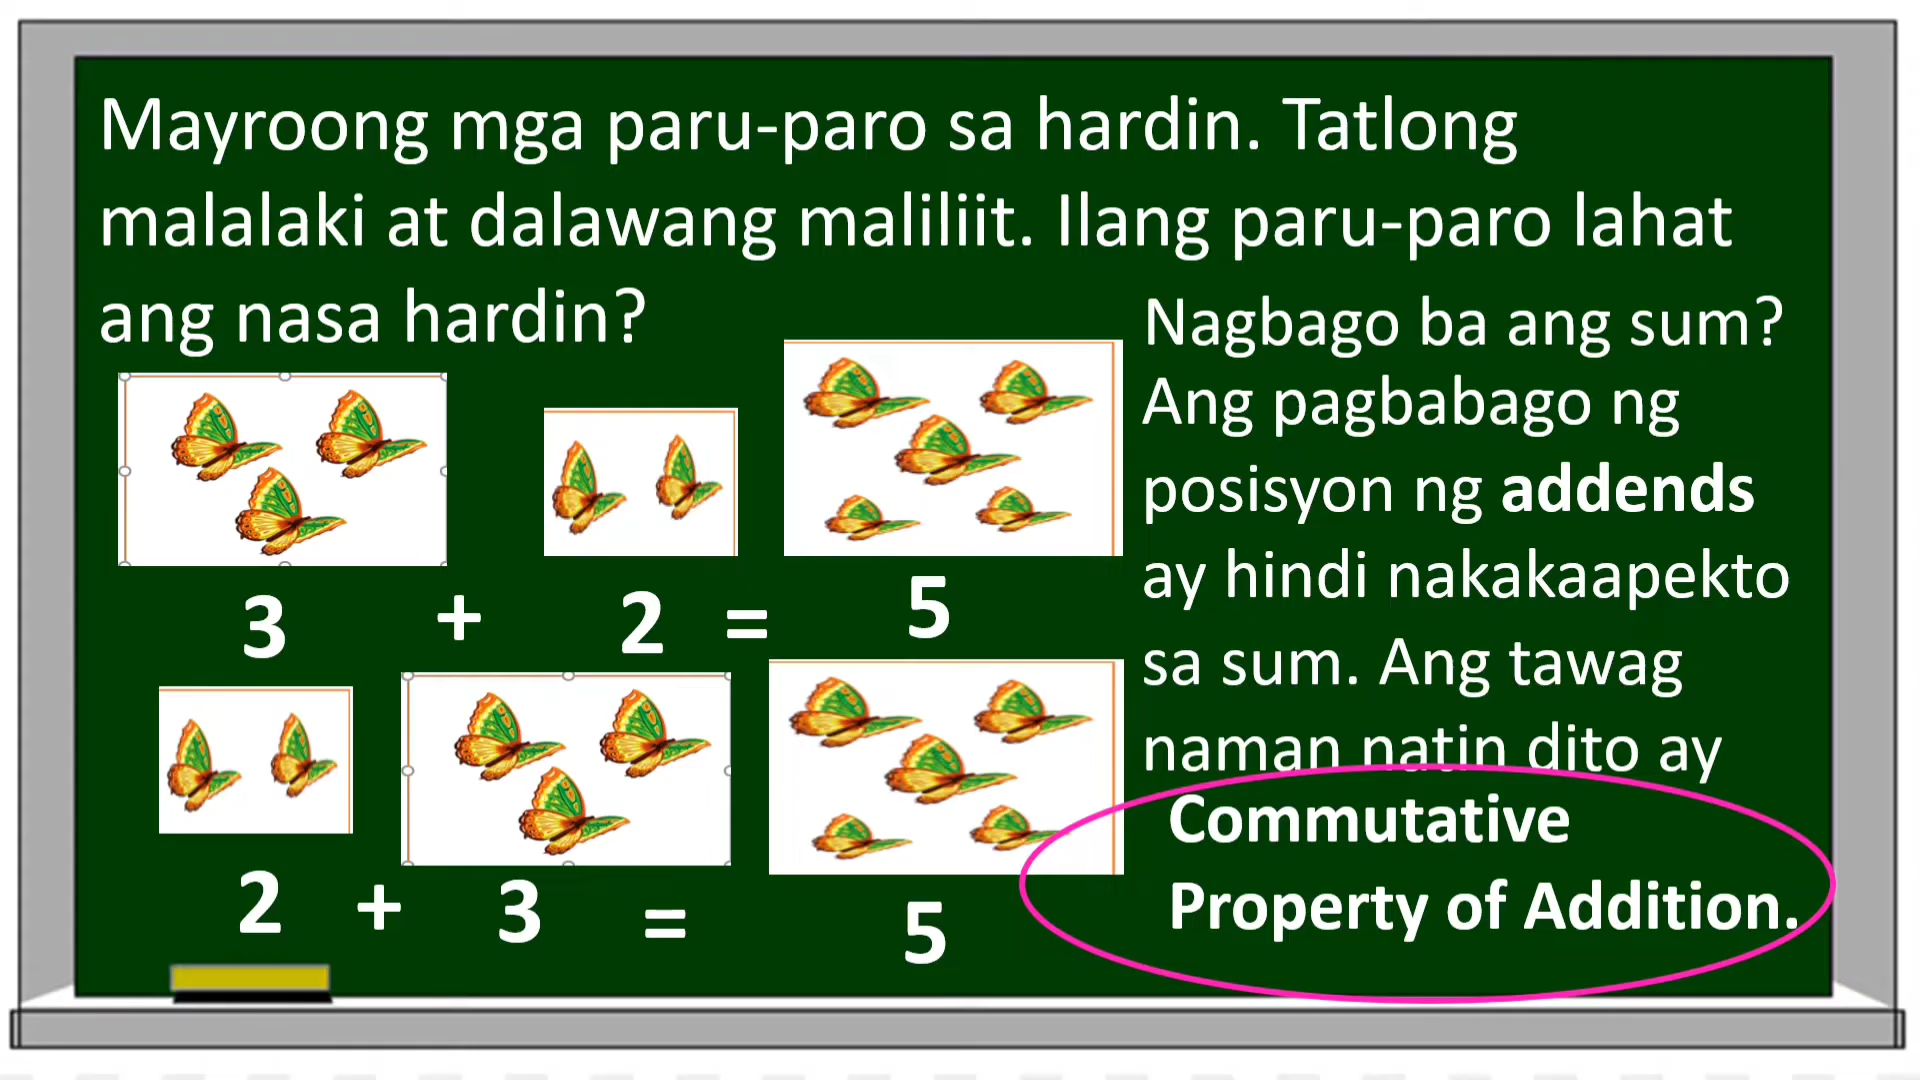 Mayroong mga paru-paro sa hardin. Tatlong
malalaki at dalawang maliliit. Ilang paru-paro lahat
ang nasa hardin?
3 + 2 = 5
2 + 3 = 5
Nagbago ba ang sum?
Ang pagbabago ng
posisyon ng addends
ay hindi nakakaapekto
sa sum. Ang tawag
naman natin dito ay
Commutative
Property of Addition.